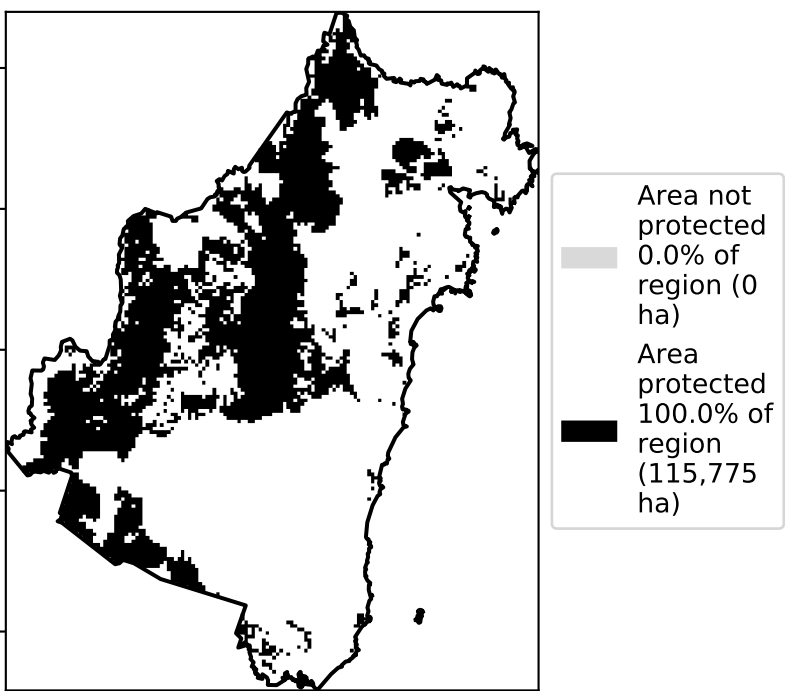 Area not
protected
0.0% of
region (0
ha)
Area
protected
100.0% of
region
(115,775
ha)